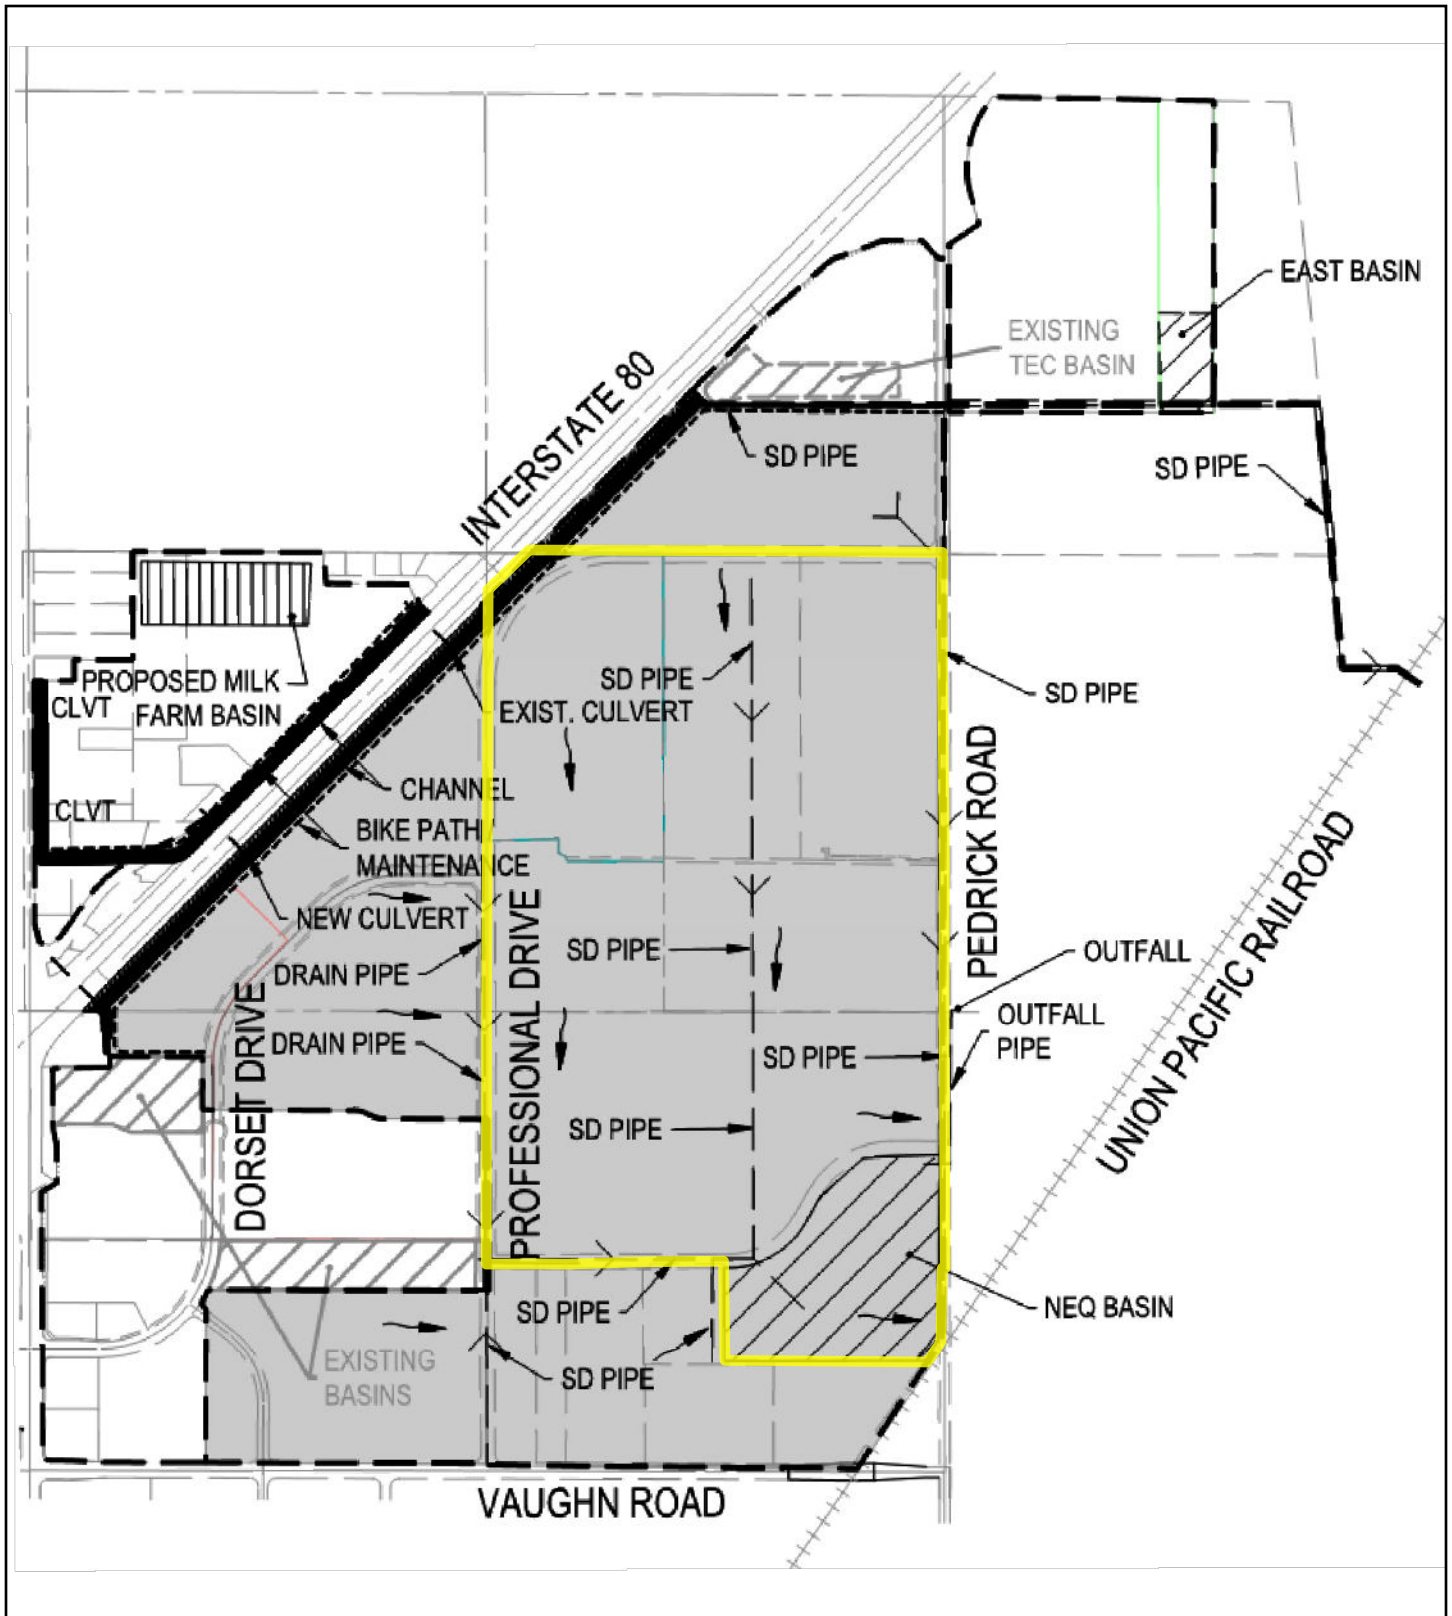 EAST BASIN
EXISTING
TEC BASIN
INTERSTATE 80
SD PIPE
SD PIPE
PROPOSED MILK
FARM BASIN
CLVT
SD PIPE
SD PIPE
EXIST. CULVERT
CHANNEL
CLVT
BIKE PATH/
MAINTENANCE
PEDRICK ROAD
NEW CULVERT
DRAIN PIPE
SD PIPE
OUTFALL
OUTFALL
PIPE
DRAIN PIPE
SD PIPE
DORSET DRIVE
PROFESSIONAL DRIVE
UNION PACIFIC RAILROAD
SD PIPE
SD PIPE
NEQ BASIN
EXISTING
BASINS
SD PIPE
VAUGHN ROAD